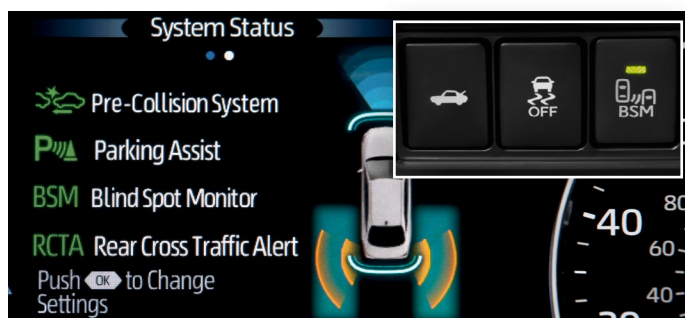 System Status
Pre-Collision System
P Parking Assist
BSM Blind Spot Monitor
RCTA Rear Cross Traffic Alert
Push OK to Change
Settings
OFF
BSM
80
-40
60-
40-